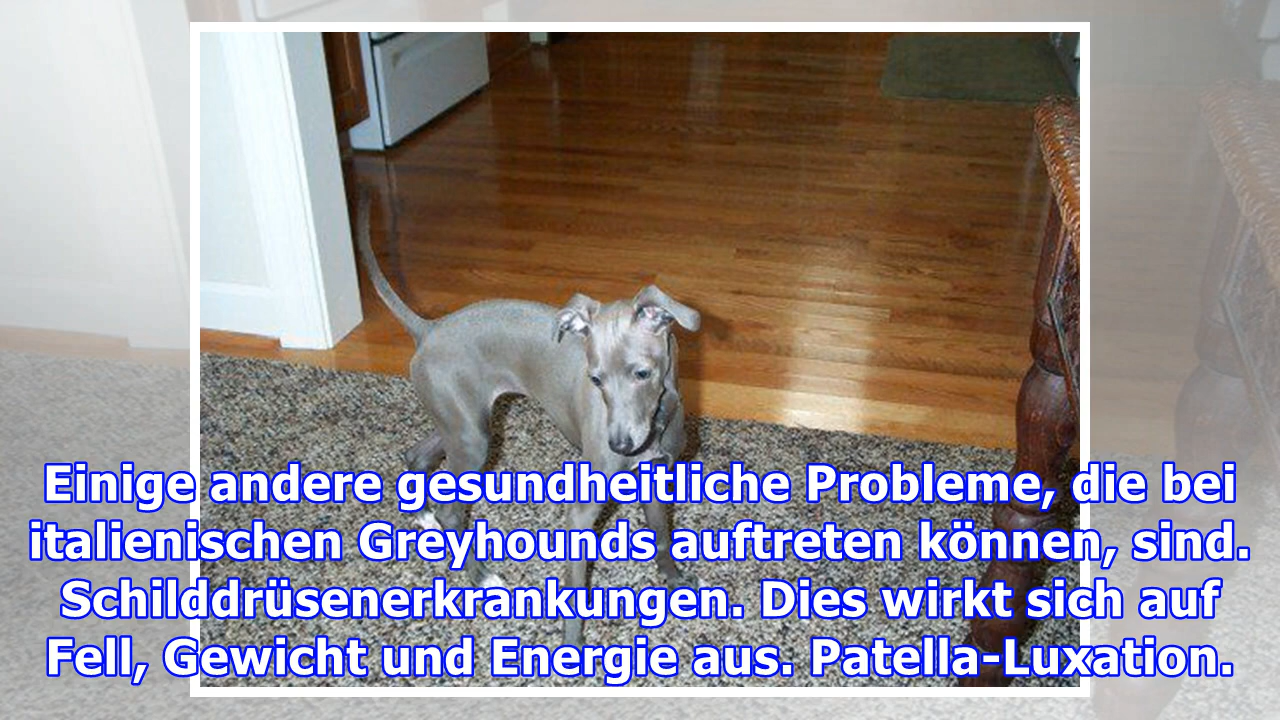 Einige andere gesundheitliche Probleme, die bei
italienischen Greyhounds auftreten können, sind.
Schilddrüsenerkrankungen. Dies wirkt sich auf
Fell, Gewicht und Energie aus. Patella-Luxation.